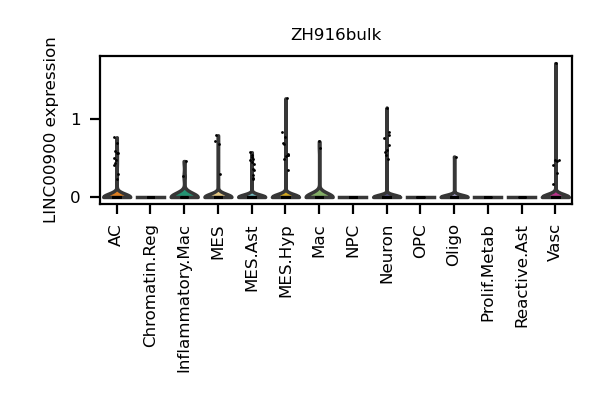 ZH916bulk
LINC00900 expression
1
0
AC
Chromatin.Reg
Inflammatory.Mac
MES
MES.Ast
MES.Hyp
Mac
NPC
Neuron
OPC
Oligo
Prolif.Metab
Reactive.Ast
Vasc